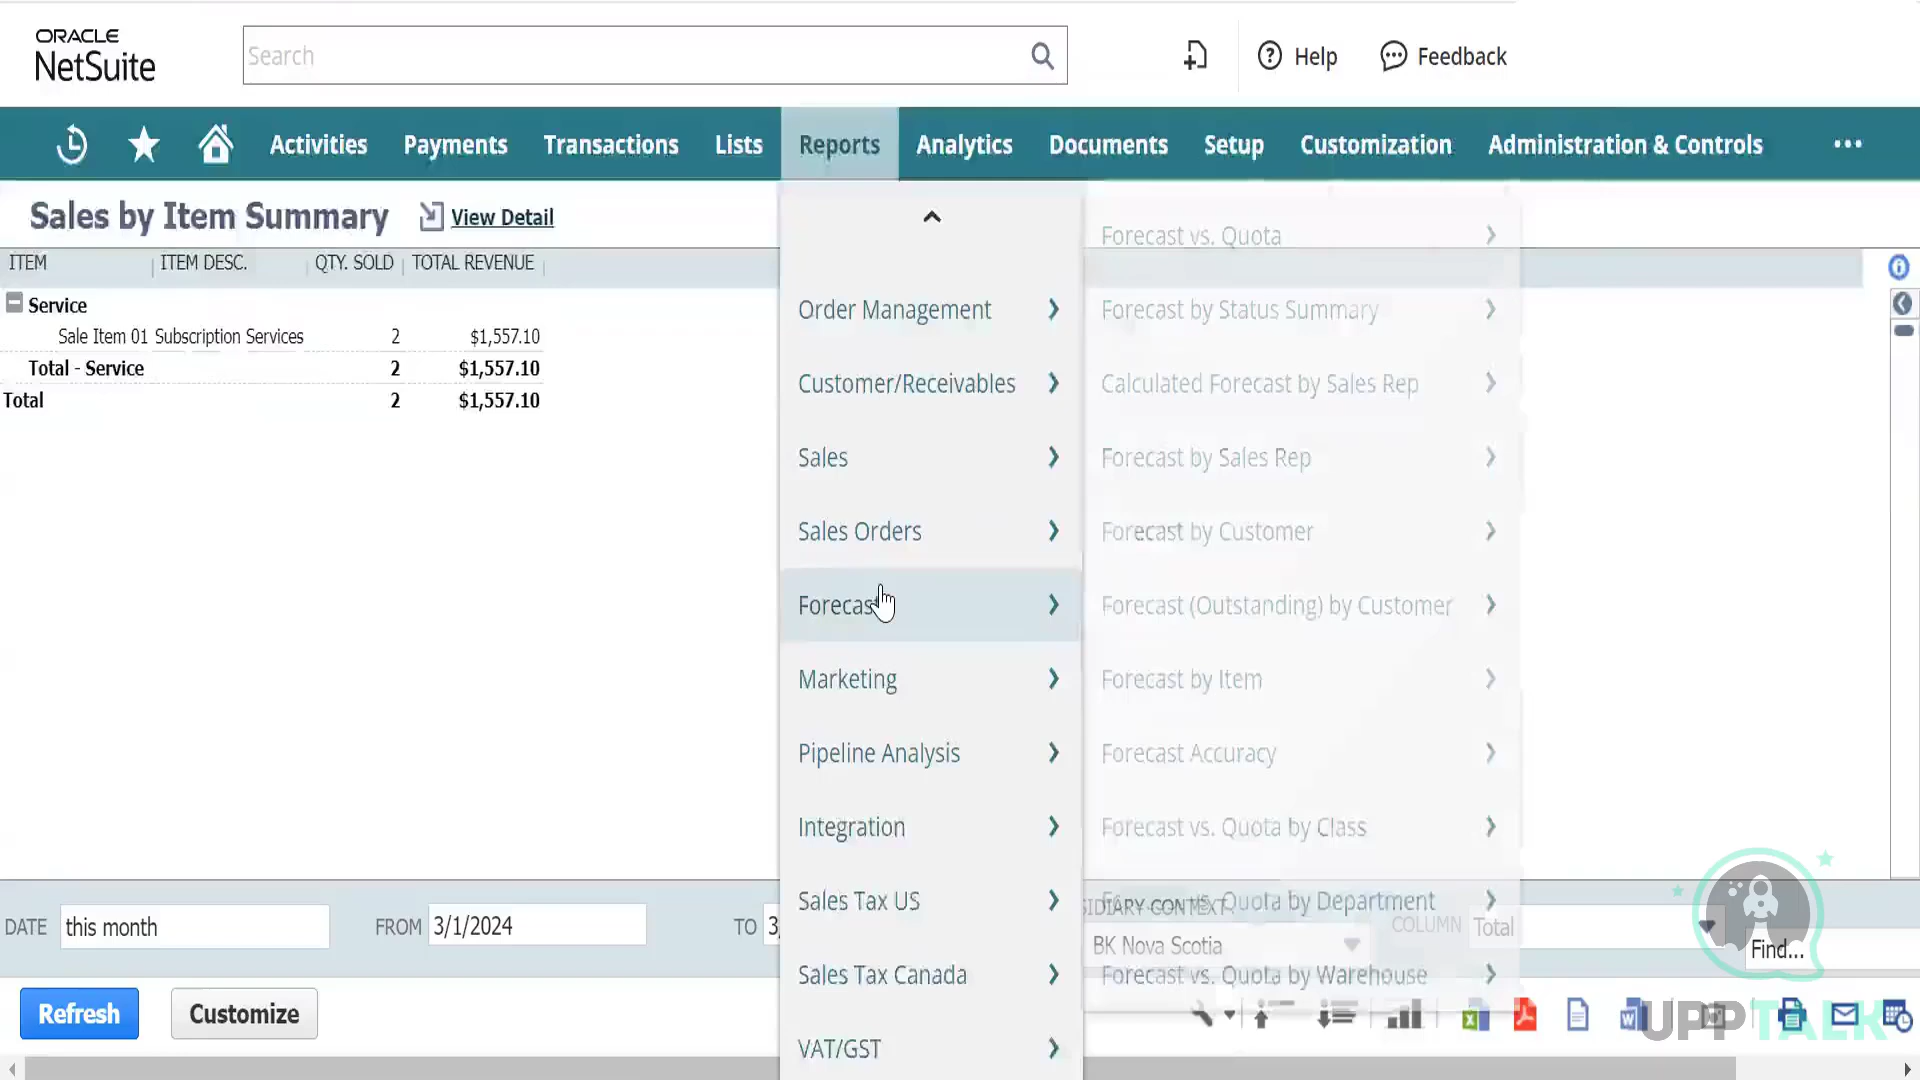 ORACLE
NetSuite
Search
Help
Feedback
Activities Payments Transactions Lists Reports Analytics Documents Setup Customization Administration & Controls
Sales by Item Summary View Detail
ITEM ITEM DESC. QTY. SOLD TOTAL REVENUE
Service
Sale Item 01 Subscription Services 2 $1,557.10
Total - Service 2 $1,557.10
Total 2 $1,557.10
Order Management
Customer/Receivables
Sales
Sales Orders
Forecast
Marketing
Pipeline Analysis
Integration
Sales Tax US
Sales Tax Canada
VAT/GST
Forecast vs. Quota
Forecast by Status Summary
Calculated Forecast by Sales Rep
Forecast by Sales Rep
Forecast by Customer
Forecast (Outstanding) by Customer
Forecast by Item
Forecast Accuracy
Forecast vs. Quota by Class
Forecast vs. Quota by Department
Forecast vs. Quota by Warehouse
DATE this month FROM 3/1/2024 TO 3/
SIDIARY CONTEXT
BK Nova Scotia
COLUMN Total
Find...
Refresh Customize
UPPTALK